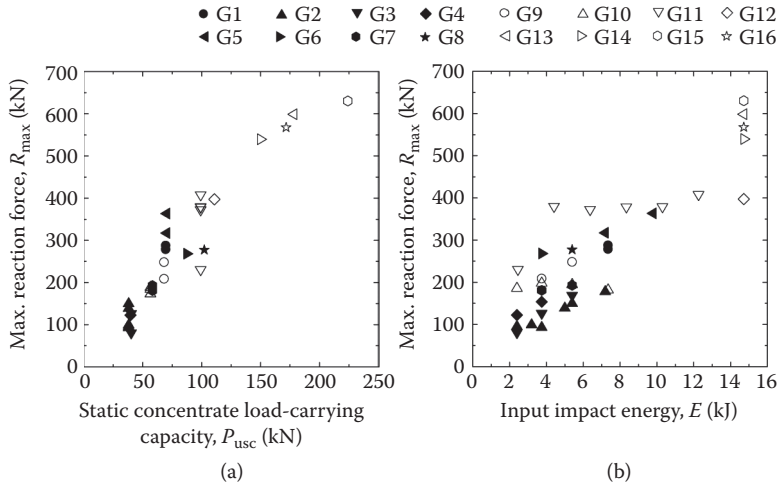 G1 G2 G3 G4 G9 G10 G11 G12
G5 G6 G7 G8 G13 G14 G15 G16
Max. reaction force, Rmax (kN)
700
600
500
400
300
200
100
0
0 50 100 150 200 250
Static concentrate load-carrying
capacity, Pusc (kN)
(a)
Max. reaction force, Rmax (kN)
700
600
500
400
300
200
100
0
0 2 4 6 8 10 12 14 16
Input impact energy, E (kJ)
(b)